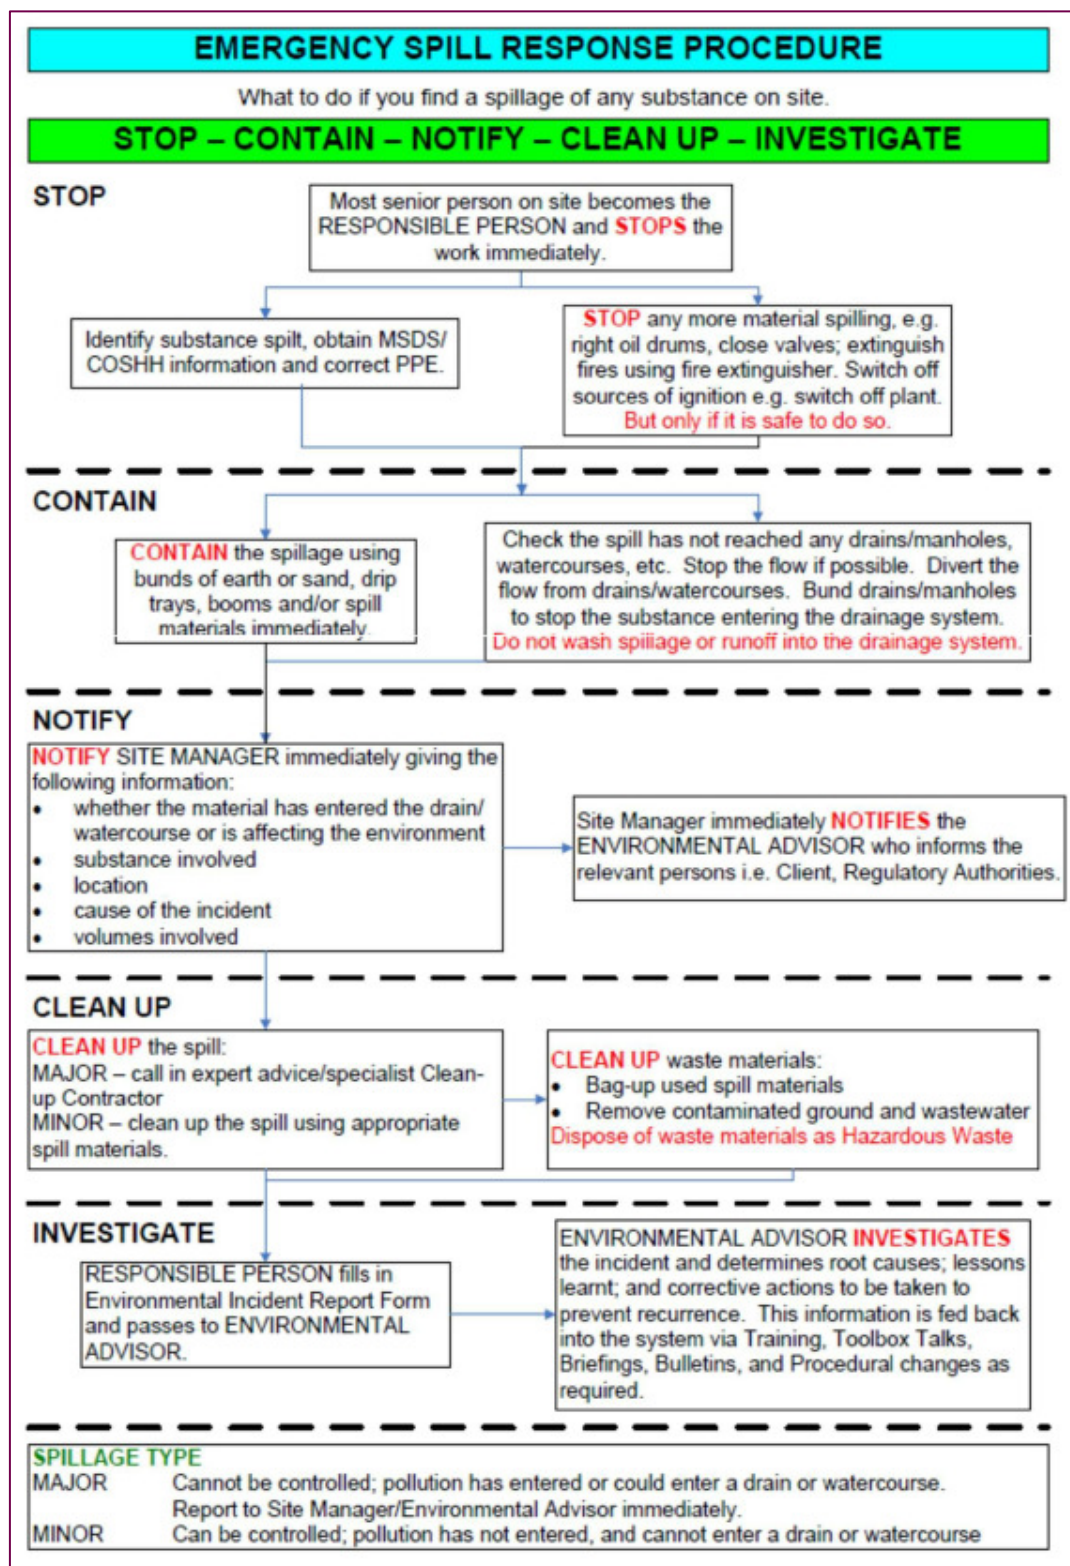 EMERGENCY SPILL RESPONSE PROCEDURE
What to do if you find a spillage of any substance on site.
STOP – CONTAIN – NOTIFY – CLEAN UP – INVESTIGATE
STOP
Most senior person on site becomes the
RESPONSIBLE PERSON and STOPS the
work immediately.
Identify substance spilt, obtain MSDS/
COSHH information and correct PPE.
STOP any more material spilling, e.g.
right oil drums, close valves; extinguish
fires using fire extinguisher. Switch off
sources of ignition e.g. switch off plant.
But only if it is safe to do so.
CONTAIN
CONTAIN the spillage using
bunds of earth or sand, drip
trays, booms and/or spill
materials immediately.
Check the spill has not reached any drains/manholes,
watercourses, etc. Stop the flow if possible. Divert the
flow from drains/watercourses. Bund drains/manholes
to stop the substance entering the drainage system.
Do not wash spillage or runoff into the drainage system.
NOTIFY
NOTIFY SITE MANAGER immediately giving the
following information:
• whether the material has entered the drain/
watercourse or is affecting the environment
• substance involved
• location
• cause of the incident
• volumes involved
Site Manager immediately NOTIFIES the
ENVIRONMENTAL ADVISOR who informs the
relevant persons i.e. Client, Regulatory Authorities.
CLEAN UP
CLEAN UP the spill:
MAJOR – call in expert advice/specialist Clean-
up Contractor
MINOR – clean up the spill using appropriate
spill materials.
CLEAN UP waste materials:
• Bag-up used spill materials
• Remove contaminated ground and wastewater
Dispose of waste materials as Hazardous Waste
INVESTIGATE
RESPONSIBLE PERSON fills in
Environmental Incident Report Form
and passes to ENVIRONMENTAL
ADVISOR.
ENVIRONMENTAL ADVISOR INVESTIGATES
the incident and determines root causes; lessons
learnt; and corrective actions to be taken to
prevent recurrence. This information is fed back
into the system via Training, Toolbox Talks,
Briefings, Bulletins, and Procedural changes as
required.
SPILLAGE TYPE
MAJOR Cannot be controlled; pollution has entered or could enter a drain or watercourse.
Report to Site Manager/Environmental Advisor immediately.
MINOR Can be controlled; pollution has not entered, and cannot enter a drain or watercourse